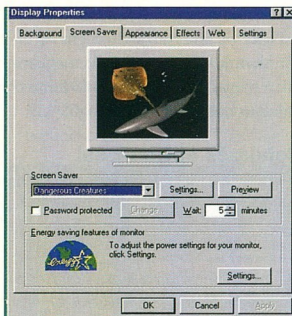 Display Properties
Background Screen Saver Appearance Effects Web Settings
Screen Saver
Dangerous Creatures Settings... Preview
Password protected Change... Wait: 5 minutes
Energy saving features of monitor
To adjust the power settings for your monitor,
click Settings.
Energy
Settings...
OK Cancel Apply